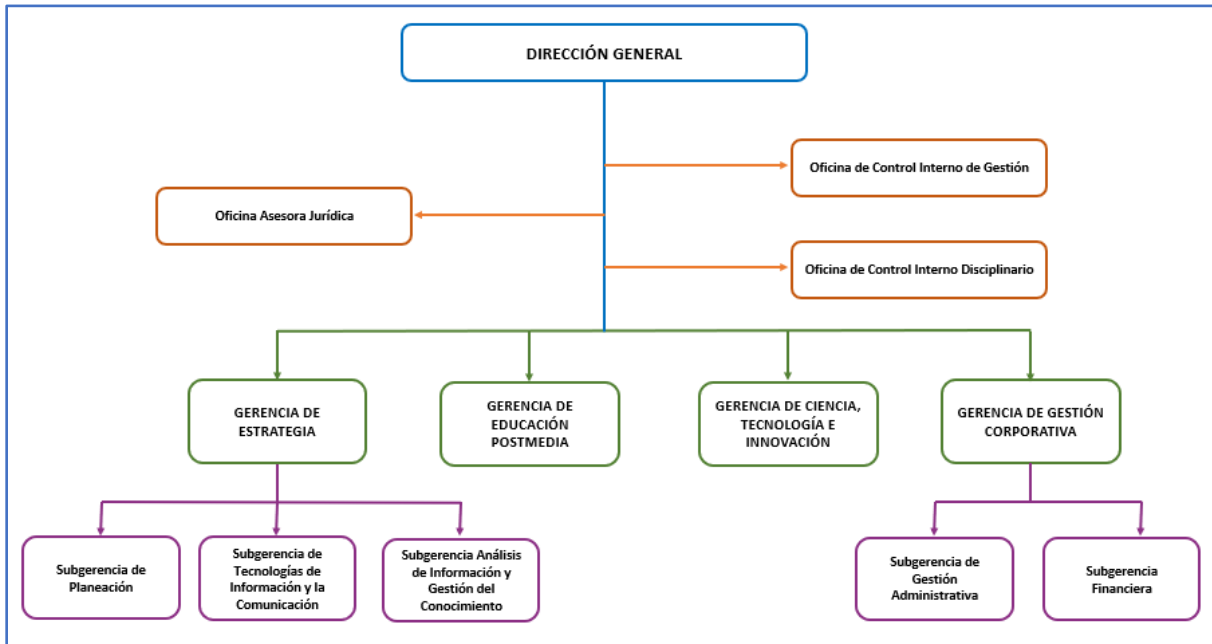 DIRECCIÓN GENERAL
Oficina de Control Interno de Gestión
Oficina Asesora Jurídica
Oficina de Control Interno Disciplinario
GERENCIA DE
ESTRATEGIA
GERENCIA DE
EDUCACIÓN
POSTMEDIA
GERENCIA DE CIENCIA,
TECNOLOGÍA E
INNOVACIÓN
GERENCIA DE GESTIÓN
CORPORATIVA
Subgerencia de
Planeación
Subgerencia de
Tecnologías de
Información y la
Comunicación
Subgerencia Análisis
de Información y
Gestión del
Conocimiento
Subgerencia de
Gestión
Administrativa
Subgerencia
Financiera